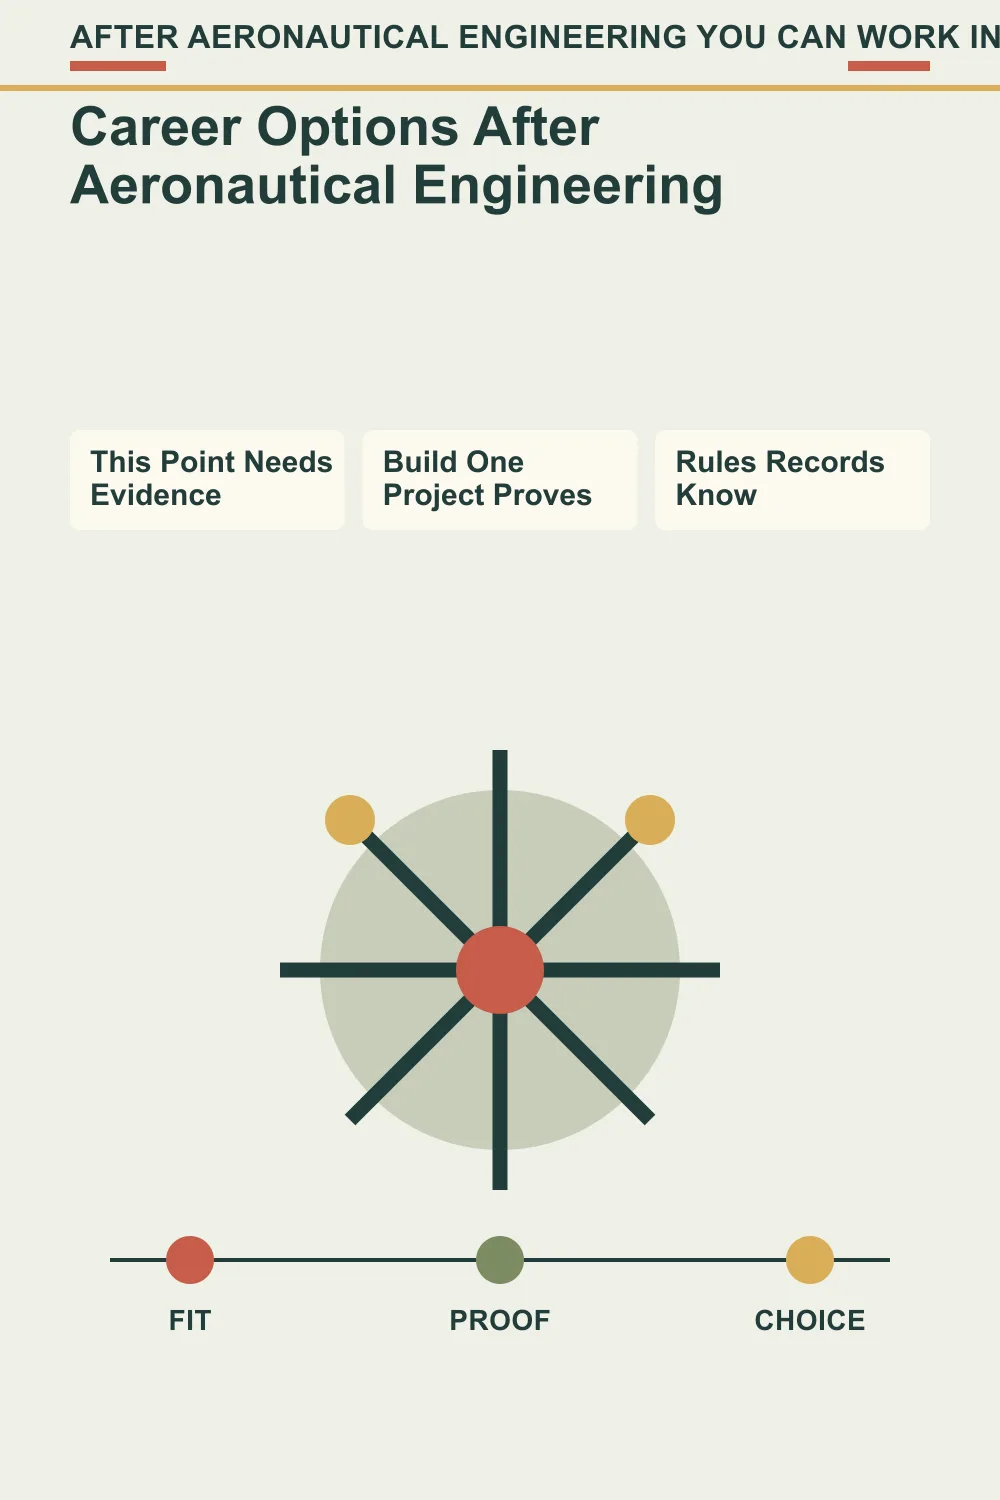 AFTER AERONAUTICAL ENGINEERING YOU CAN WORK IN
Career Options After
Aeronautical Engineering
This Point Needs
Evidence
Build One
Project Proves
Rules Records
Know
FIT
PROOF
CHOICE